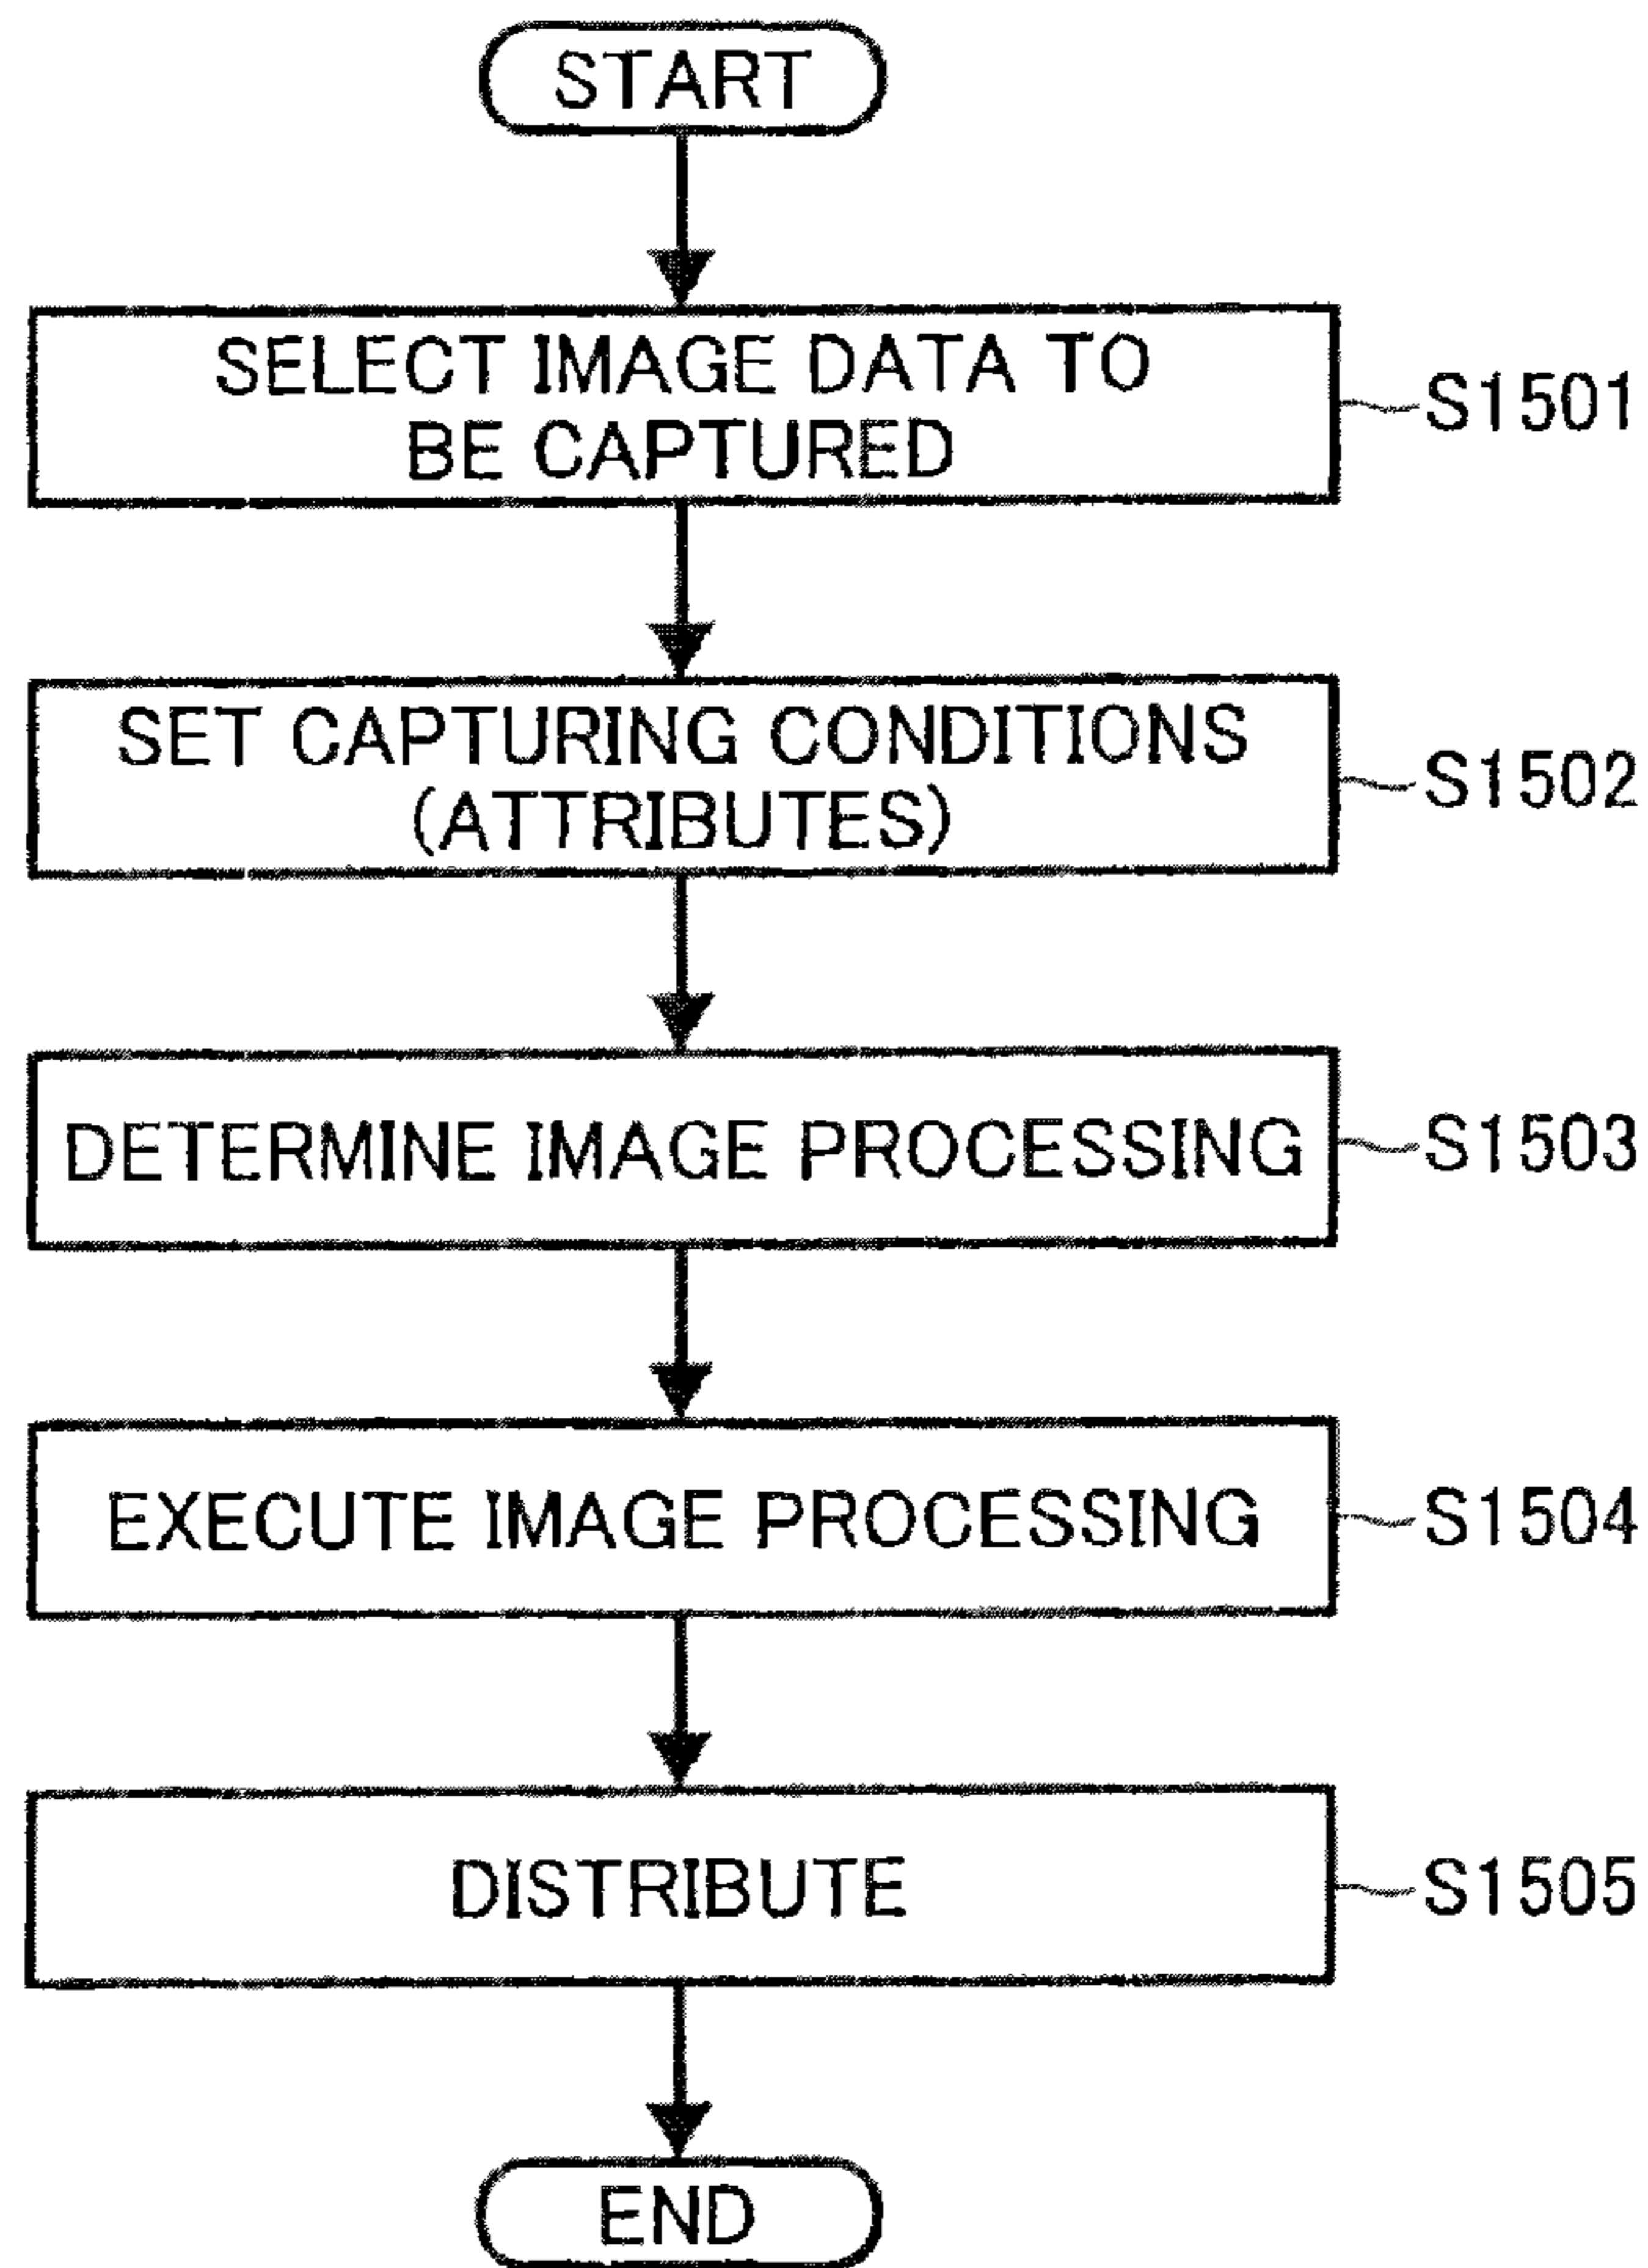 START
SELECT IMAGE DATA TO
BE CAPTURED
S1501
SET CAPTURING CONDITIONS
(ATTRIBUTES)
S1502
DETERMINE IMAGE PROCESSING
S1503
EXECUTE IMAGE PROCESSING
S1504
DISTRIBUTE
S1505
END